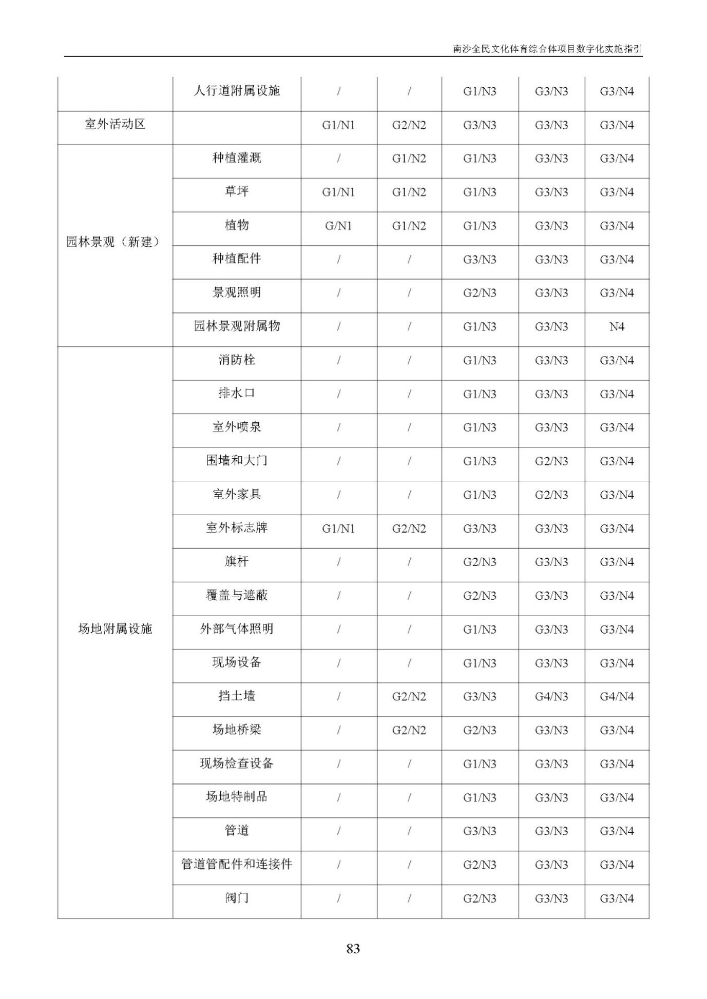 南沙全民文化体育综合体项目数字化实施指引
人行道附属设施 / / G1/N3 G3/N3 G3/N4
室外活动区 G1/N1 G2/N2 G3/N3 G3/N3 G3/N4
种植灌溉 / G1/N2 G1/N3 G3/N3 G3/N4
草坪 G1/N1 G1/N2 G1/N3 G3/N3 G3/N4
植物 G/N1 G1/N2 G1/N3 G3/N3 G3/N4
园林景观（新建）
种植配件 / / G3/N3 G3/N3 G3/N4
景观照明 / / G2/N3 G3/N3 G3/N4
园林景观附属物 / / G1/N3 G3/N3 N4
消防栓 / / G1/N3 G3/N3 G3/N4
排水口 / / G1/N3 G3/N3 G3/N4
室外喷泉 / / G1/N3 G3/N3 G3/N4
围墙和大门 / / G1/N3 G2/N3 G3/N4
室外家具 / / G1/N3 G2/N3 G3/N4
室外标志牌 G1/N1 G2/N2 G3/N3 G3/N3 G3/N4
旗杆 / / G2/N3 G3/N3 G3/N4
覆盖与遮蔽 / / G2/N3 G3/N3 G3/N4
场地附属设施 外部气体照明 / / G1/N3 G3/N3 G3/N4
现场设备 / / G1/N3 G3/N3 G3/N4
挡土墙 / G2/N2 G3/N3 G4/N3 G4/N4
场地桥梁 / G2/N2 G2/N3 G3/N3 G3/N4
现场检查设备 / / G1/N3 G3/N3 G3/N4
场地特制品 / / G1/N3 G3/N3 G3/N4
管道 / / G3/N3 G3/N3 G3/N4
管道管配件和连接件 / / G2/N3 G3/N3 G3/N4
阀门 / / G2/N3 G3/N3 G3/N4
83